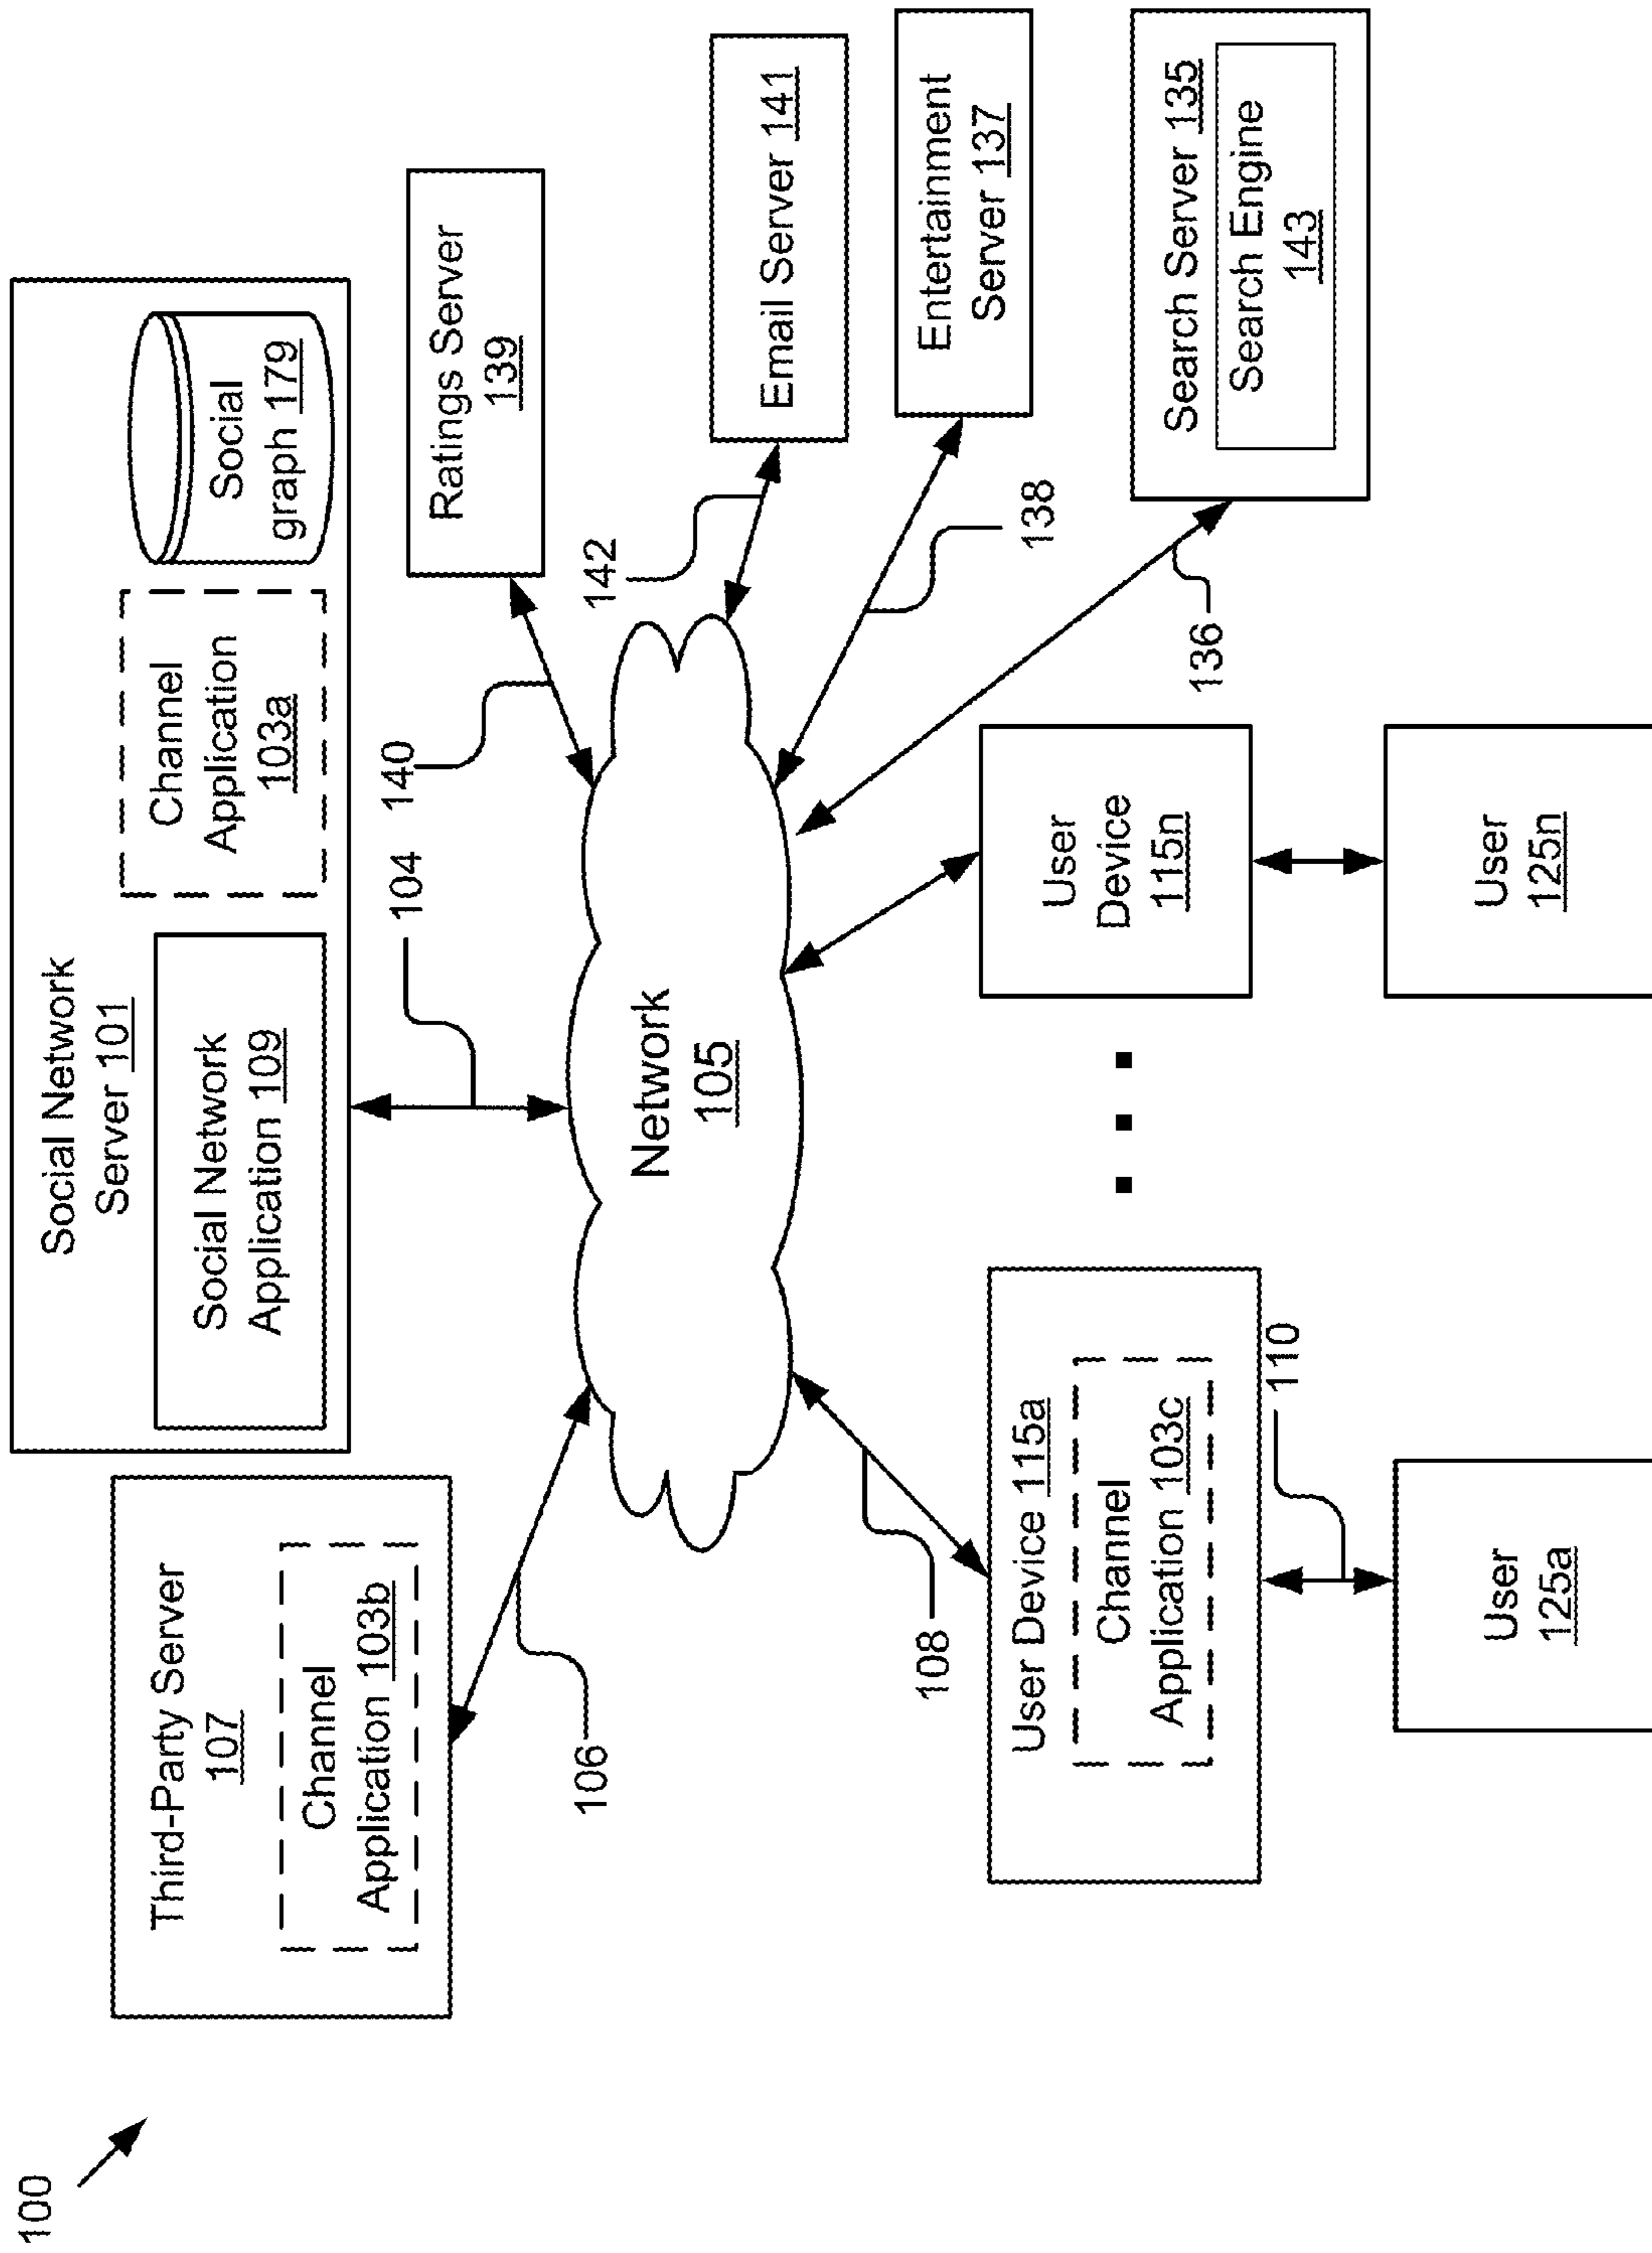 100
Third-Party Server
107
Channel
Application 103b
Social Network
Server 101
Social Network
Application 109
Channel
Application
103a
Social
graph 179
104
106
140
Ratings Server
139
142
Email Server 141
Network
105
138
Entertainment
Server 137
136
Search Server 135
Search Engine
143
108
User Device 115a
Channel
Application 103c
110
User
125a
User
Device
115n
User
125n